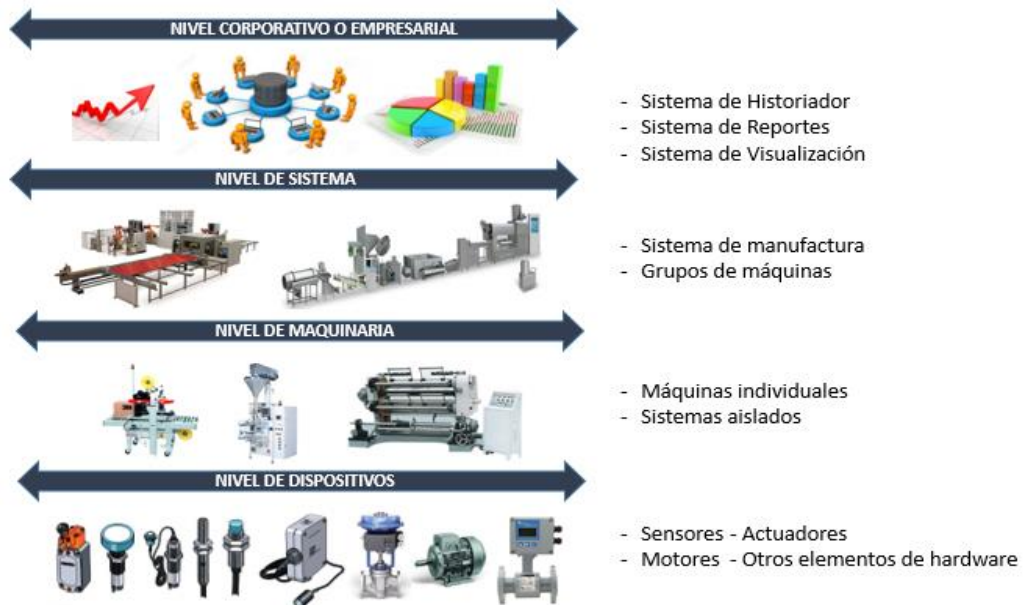 NIVEL CORPORATIVO O EMPRESARIAL
- Sistema de Historiador
- Sistema de Reportes
- Sistema de Visualización
NIVEL DE SISTEMA
- Sistema de manufactura
- Grupos de máquinas
NIVEL DE MAQUINARIA
- Máquinas individuales
- Sistemas aislados
NIVEL DE DISPOSITIVOS
- Sensores - Actuadores
- Motores - Otros elementos de hardware